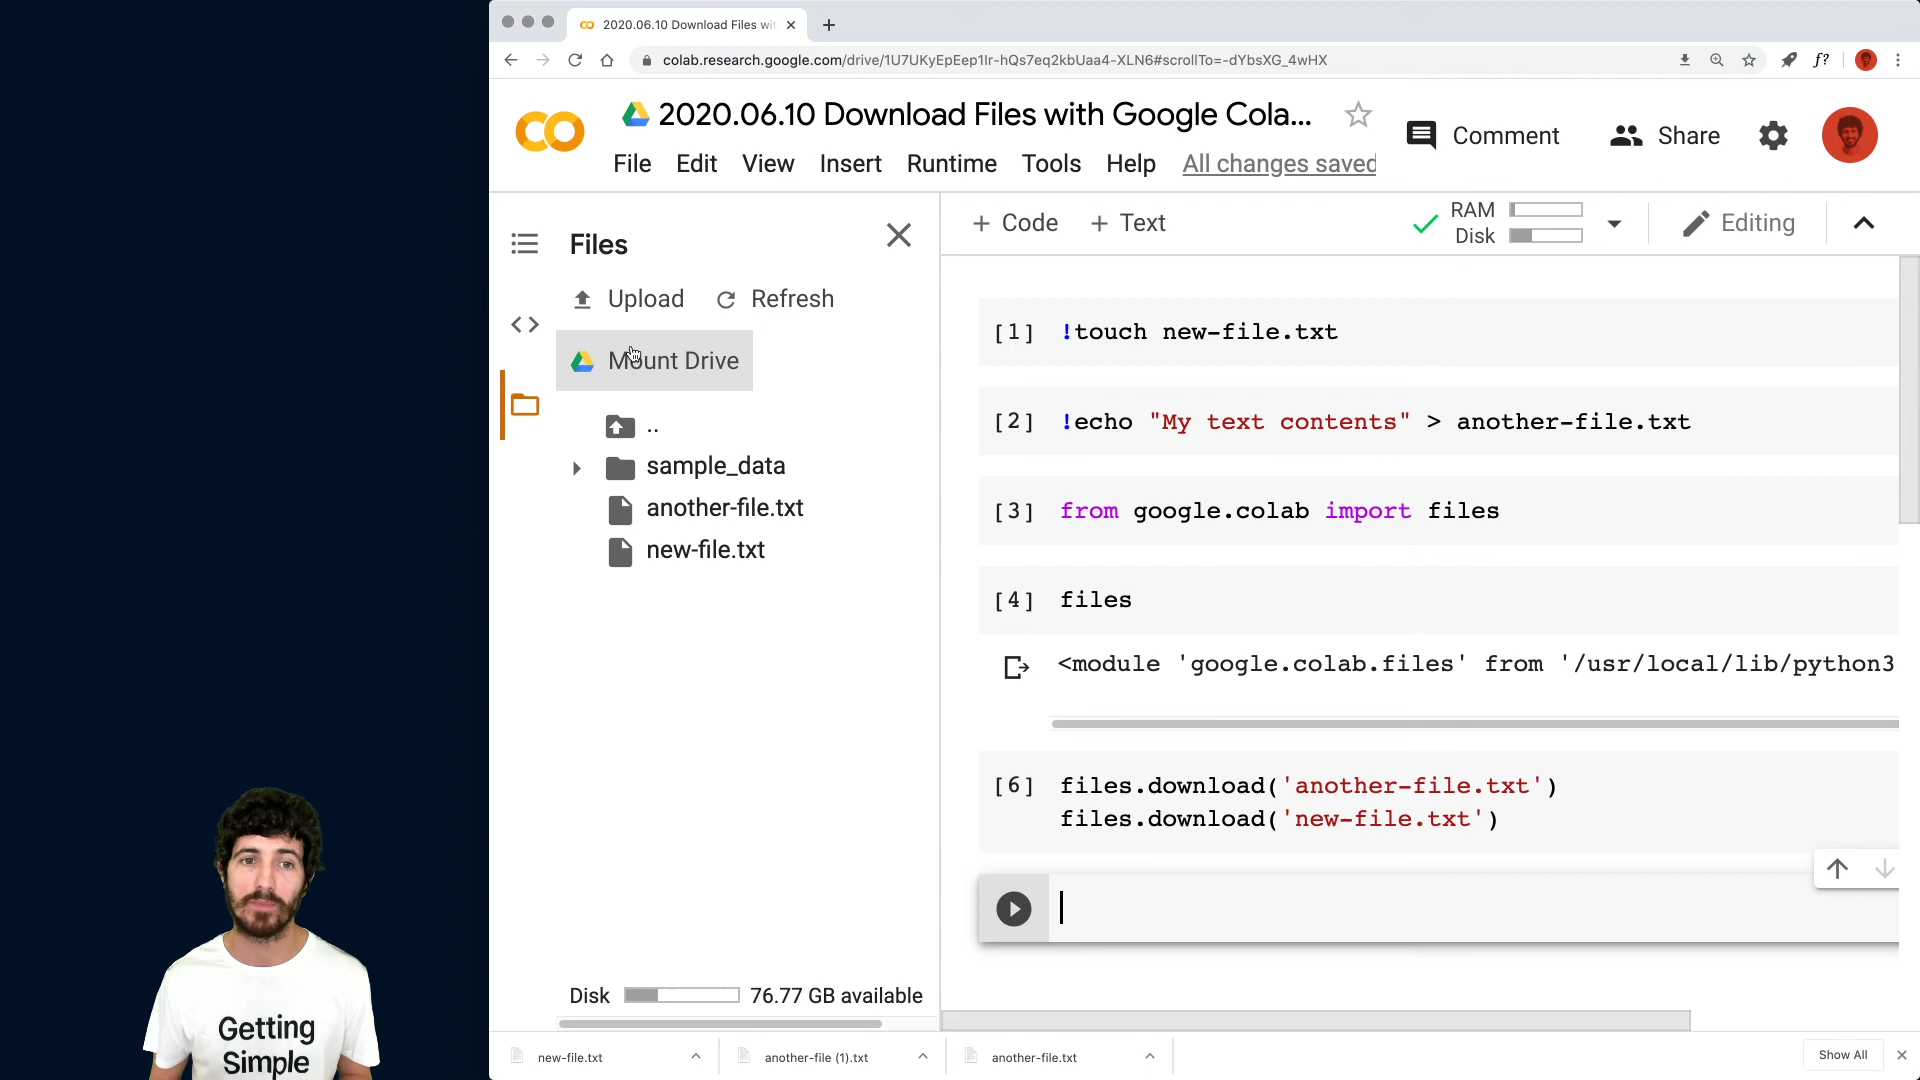 2020.06.10 Download Files wit
colab.research.google.com/drive/1U7UKyEpEep1Ir-hQs7eq2kbUaa4-XLN6#scrollTo=-dYbsXG_4wHX
f?
2020.06.10 Download Files with Google Cola...
Comment
Share
File Edit View Insert Runtime Tools Help All changes saved
Files
+ Code + Text
RAM
Disk
Editing
Upload Refresh
Mount Drive
..
sample_data
another-file.txt
new-file.txt
[1] !touch new-file.txt
[2] !echo "My text contents" > another-file.txt
[3] from google.colab import files
[4] files
<module 'google.colab.files' from '/usr/local/lib/python3
[6] files.download('another-file.txt')
files.download('new-file.txt')
Disk 76.77 GB available
new-file.txt
another-file (1).txt
another-file.txt
Show All
Getting
Simple